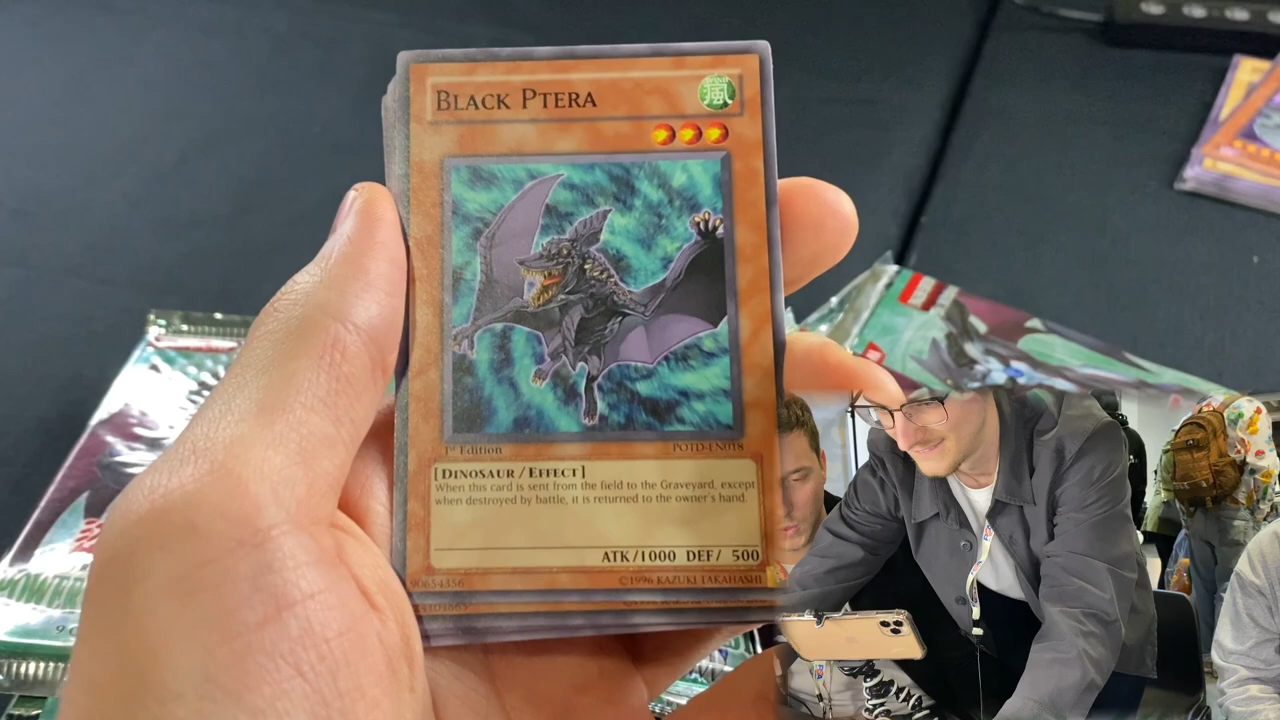 BLACK PTERA
WIND
風
1st Edition
POTD-EN018
[DINOSAUR/EFFECT]
When this card is sent from the field to the Graveyard, except
when destroyed by battle, it is returned to the owner's hand.
ATK/1000 DEF/ 500
90654356
©1996 KAZUKI TAKAHASHI